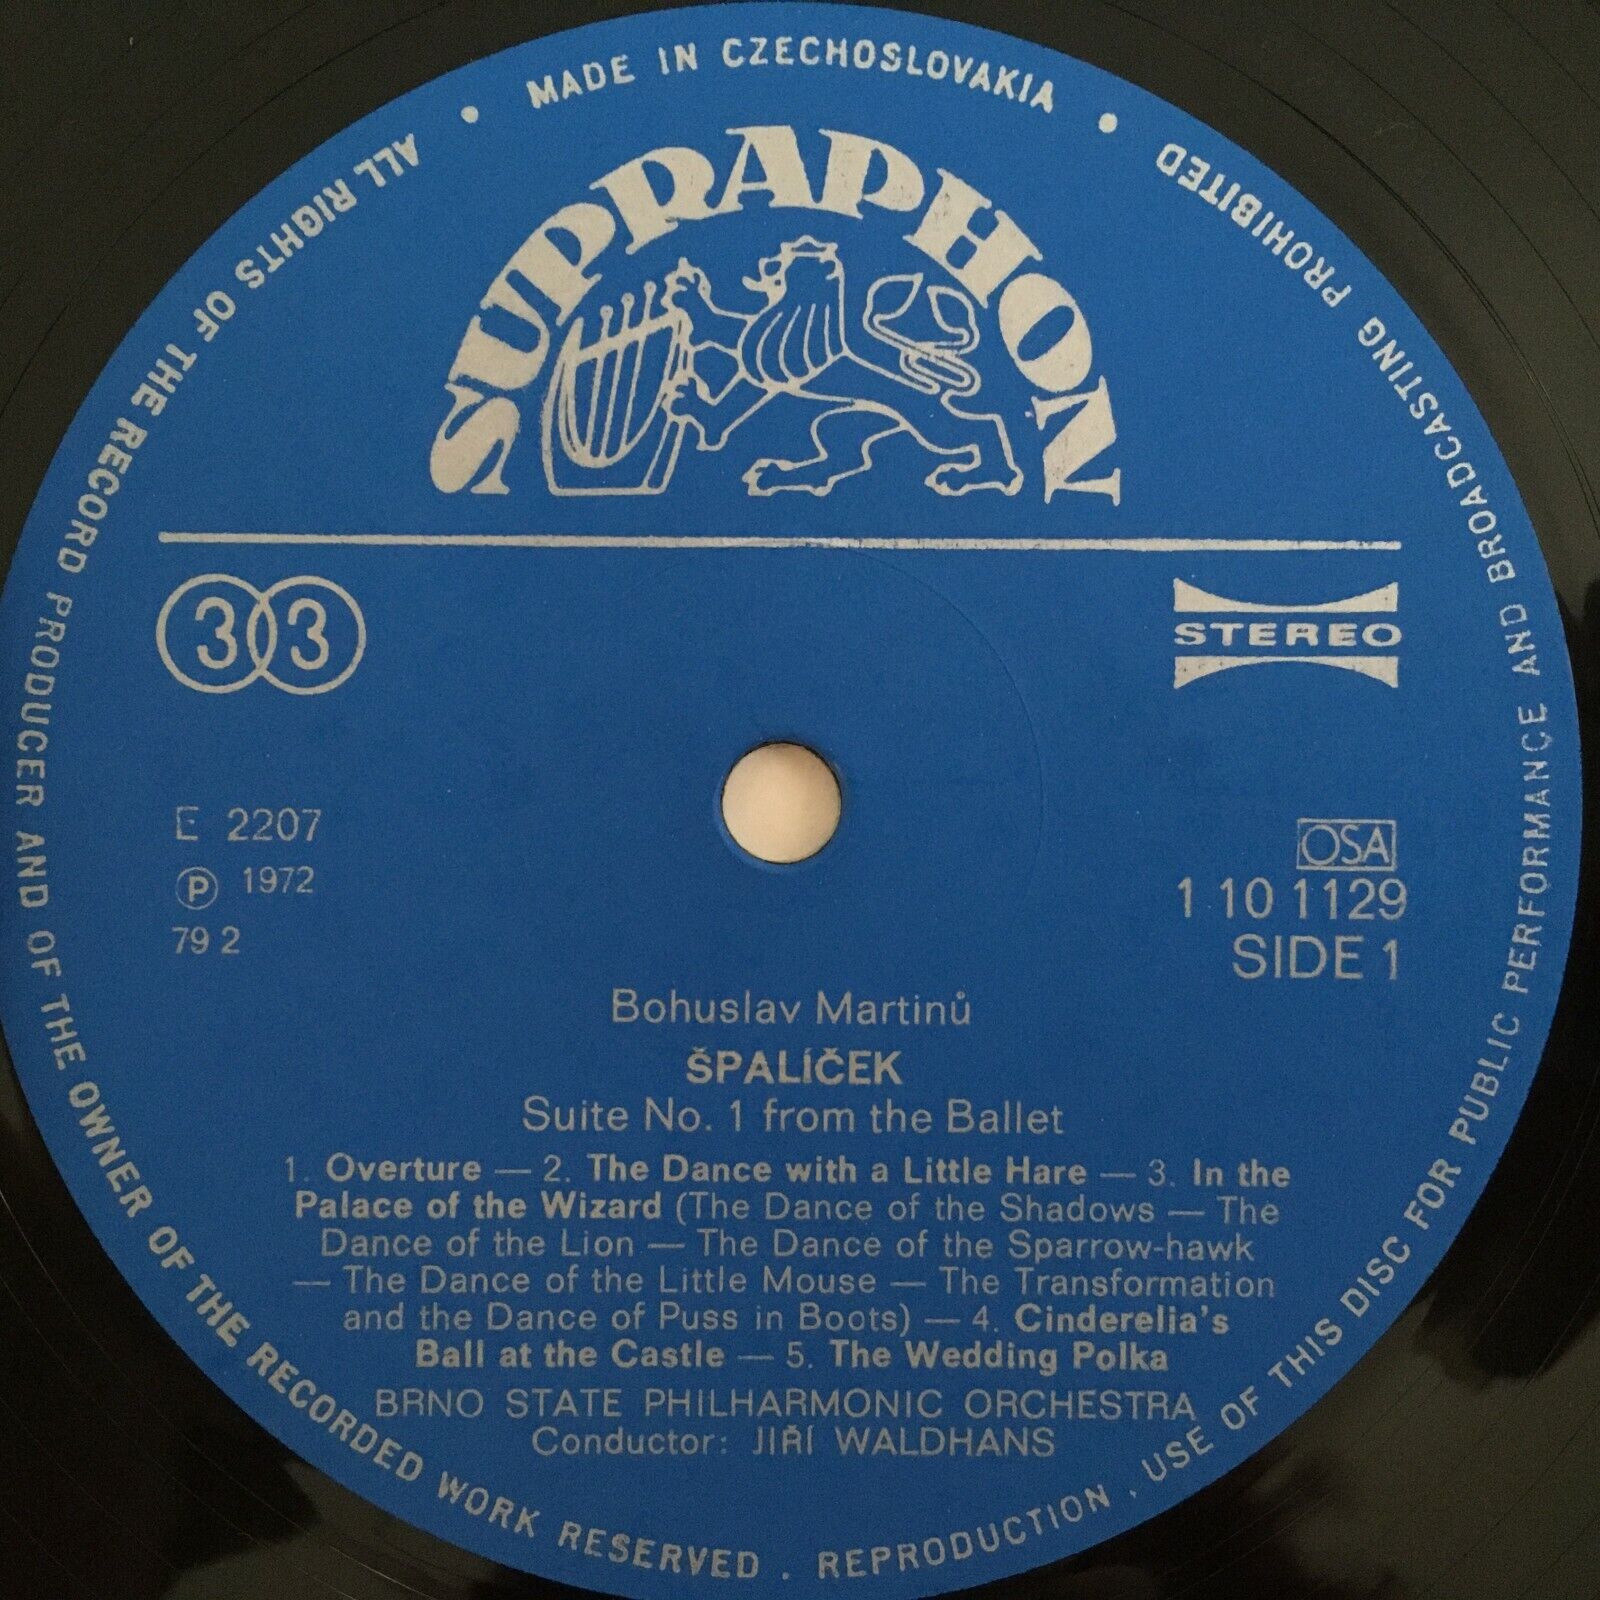 MADE IN CZECHOSLOVAKIA •
ALL RIGHTS OF THE RECORD PRODUCER AND OF THE OWNER OF THE RECORDED WORK RESERVED . REPRODUCTION , USE OF THIS DISC FOR PUBLIC PERFORMANCE AND BROADCASTING PROHIBITED •
SUPRAPHON
33
STEREO
E 2207
Ⓟ 1972
79 2
OSA
1 10 1129
SIDE 1
Bohuslav Martinů
ŠPALÍČEK
Suite No. 1 from the Ballet
1. Overture — 2. The Dance with a Little Hare — 3. In the
Palace of the Wizard (The Dance of the Shadows — The
Dance of the Lion — The Dance of the Sparrow-hawk
— The Dance of the Little Mouse — The Transformation
and the Dance of Puss in Boots) — 4. Cinderelia's
Ball at the Castle — 5. The Wedding Polka
BRNO STATE PHILHARMONIC ORCHESTRA
Conductor: JIŘÍ WALDHANS